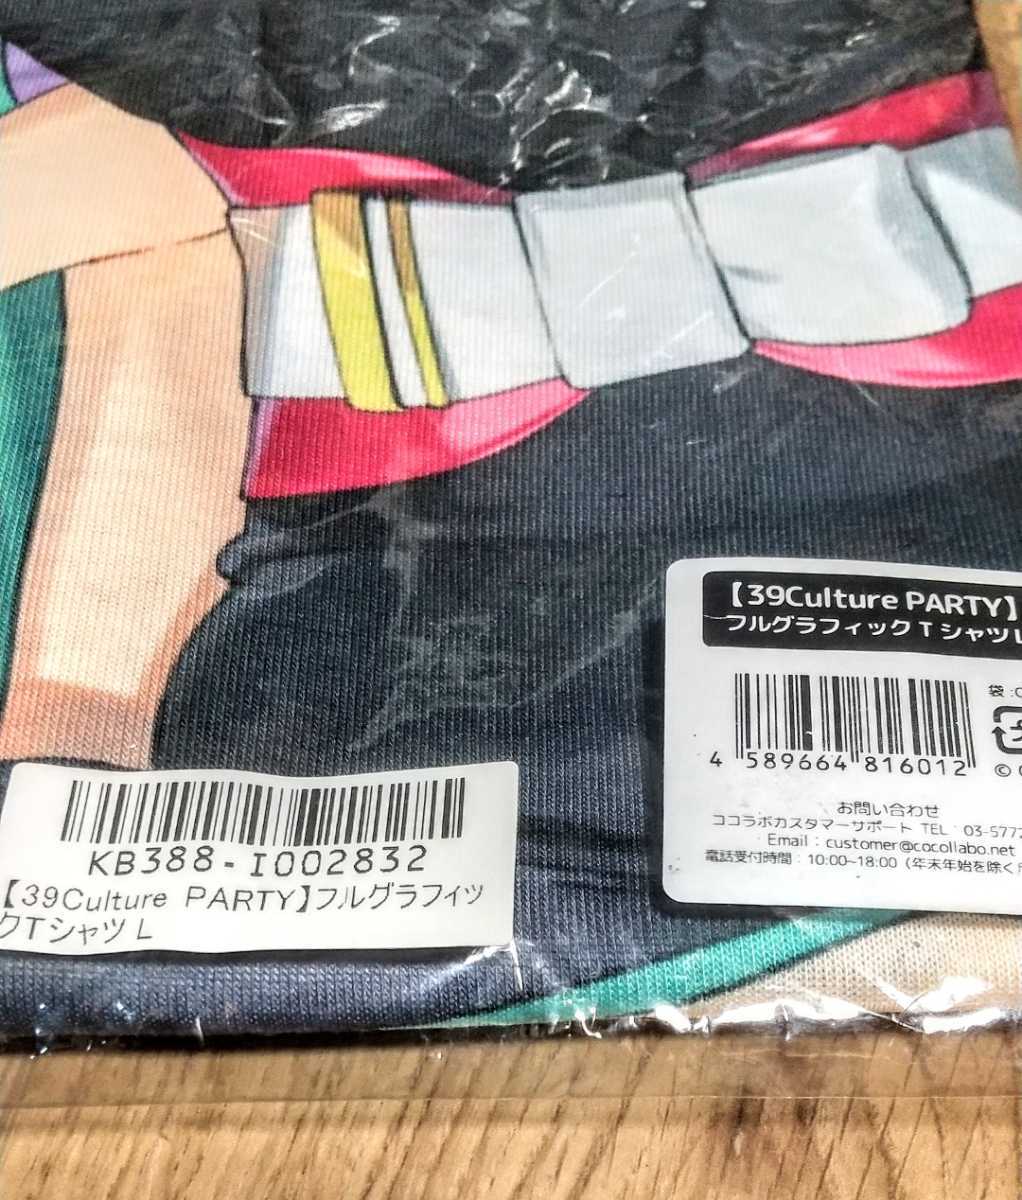 【39Culture PARTY】
フルグラフィックTシャツL
袋:
4 589664 816012
©
お問い合わせ
ココラボカスタマーサポート TEL:03-5772
Email:customer@cocollabo.net
電話受付時間:10:00~18:00(年末年始を除く
KB388-I002832
【39Culture PARTY】フルグラフィッ
クTシャツ L